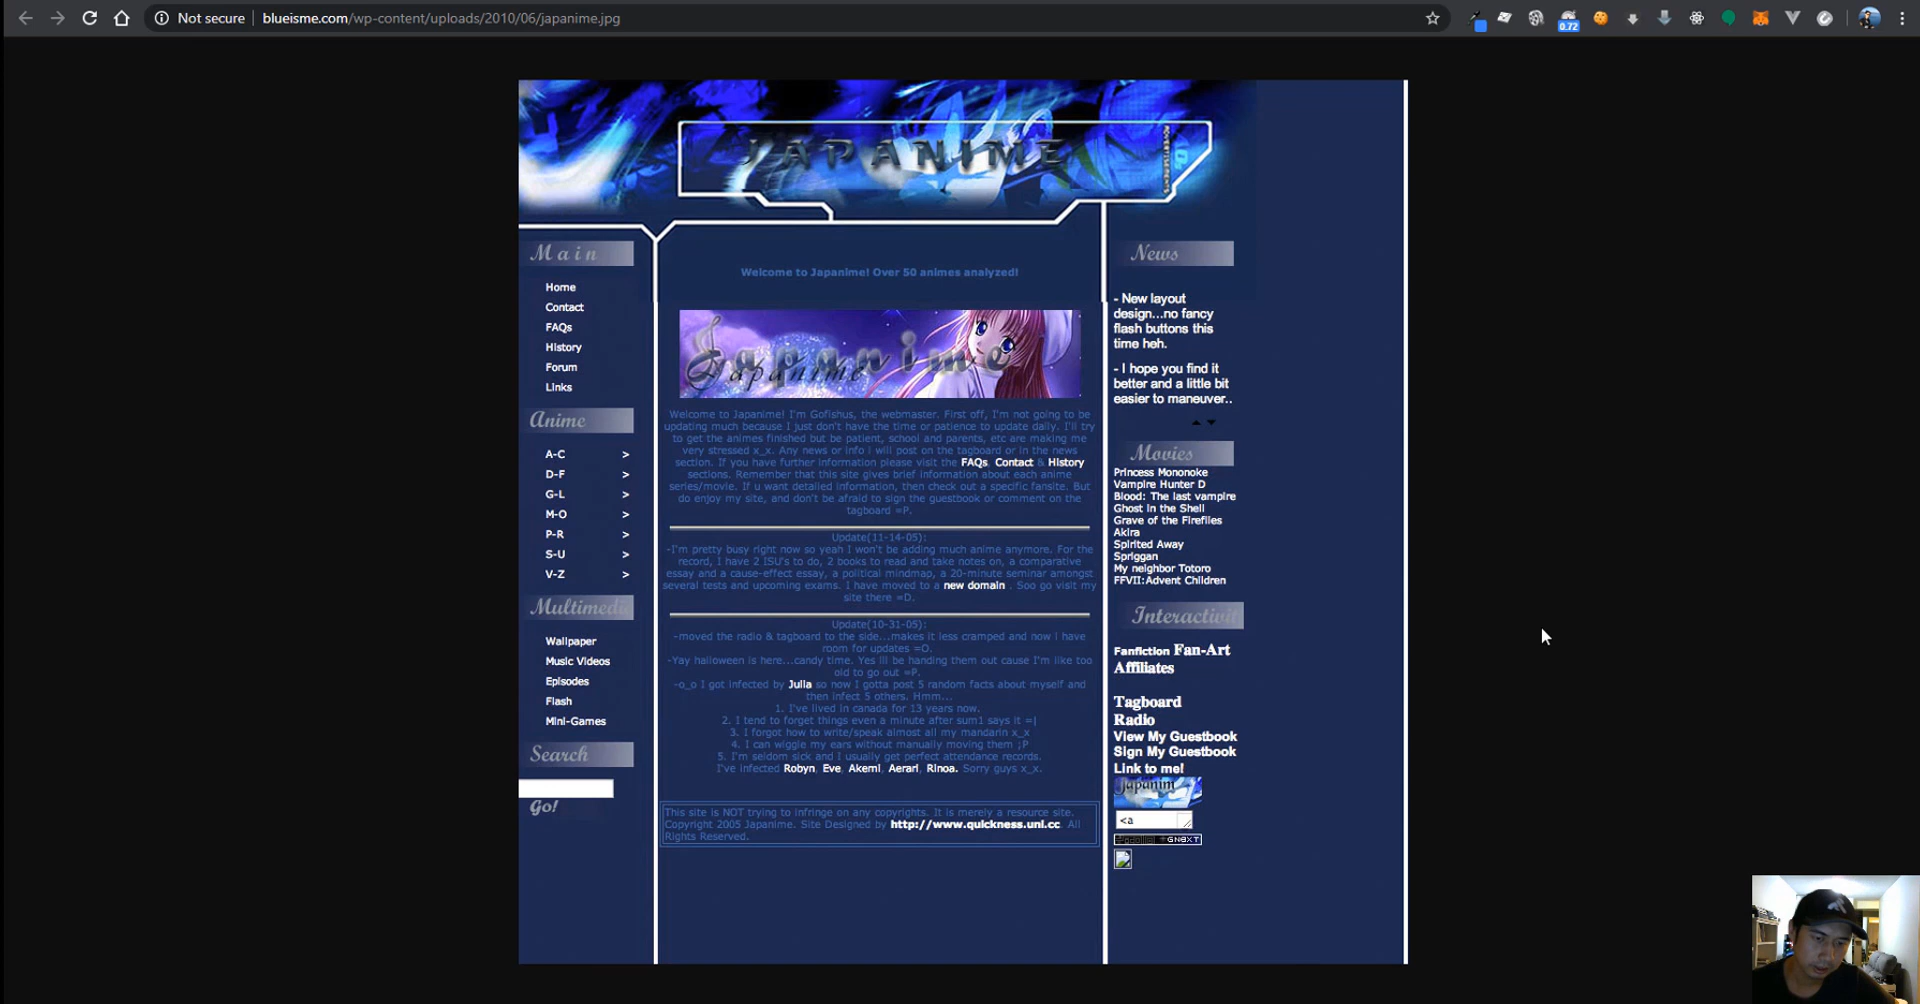 Not secure | blueisme.com/wp-content/uploads/2010/06/japanime.jpg
0.72
JAPANIME
ADVERTISEMENTS
Main
Home
Contact
FAQs
History
Forum
Links
Anime
A-C >
D-F >
G-L >
M-O >
P-R >
S-U >
V-Z >
Multimedia
Wallpaper
Music Videos
Episodes
Flash
Mini-Games
Search
Go!
Welcome to Japanime! Over 50 animes analyzed!
Japanime
Japanime
Welcome to Japanime! I'm Gofishus, the webmaster. First off, I'm not going to be
updating much because I just don't have the time or patience to update daily. I'll try
to get the animes finished but be patient, school and parents, etc are making me
very stressed x_x. Any news or info i will post on the tagboard or in the news
section. If you have further information please visit the FAQs, Contact & History
sections. Remember that this site gives brief information about each anime
series/movie. If u want detailed information, then check out a specific fansite. But
do enjoy my site, and don't be afraid to sign the guestbook or comment on the
tagboard =P.
Update(11-14-05):
-I'm pretty busy right now so yeah I won't be adding much anime anymore. For the
record, I have 2 ISU's to do, 2 books to read and take notes on, a comparative
essay and a cause-effect essay, a political mindmap, a 20-minute seminar amongst
several tests and upcoming exams. I have moved to a new domain . Soo go visit my
site there =D.
Update(10-31-05):
-moved the radio & tagboard to the side...makes it less cramped and now i have
room for updates =O.
-Yay halloween is here...candy time. Yes ill be handing them out cause I'm like too
old to go out =P.
-o_o I got infected by Julia so now I gotta post 5 random facts about myself and
then infect 5 others. Hmm...
1. I've lived in canada for 13 years now.
2. I tend to forget things even a minute after sum1 says it =|
3. I forgot how to write/speak almost all my mandarin x_x
4. I can wiggle my ears without manually moving them ;P
5. I'm seldom sick and I usually get perfect attendance records.
I've infected Robyn, Eve, Akemi, Aerari, Rinoa. Sorry guys x_x.
This site is NOT trying to infringe on any copyrights. It is merely a resource site.
Copyright 2005 Japanime. Site Designed by http://www.quickness.uni.cc. All
Rights Reserved.
News
- New layout
design...no fancy
flash buttons this
time heh.
- I hope you find it
better and a little bit
easier to maneuver..
Movies
Princess Mononoke
Vampire Hunter D
Blood: The last vampire
Ghost in the Shell
Grave of the Fireflies
Akira
Spirited Away
Spriggan
My neighbor Totoro
FFVII:Advent Children
Interactivit
Fanfiction Fan-Art
Affiliates
Tagboard
Radio
View My Guestbook
Sign My Guestbook
Link to me!
Japanim
<a